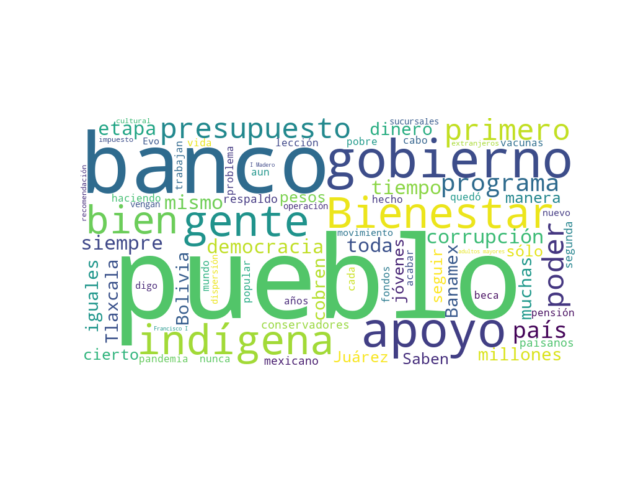 cultural
sucursales
etapa
presupuesto
dinero
primero
impuesto
Evo
vida
lección
pobre
cabo
extranjeros
vacunas
banco
gobierno
recomendación
trabajan
problema
I Madero
aun
tiempo
programa
haciendo
vengan
mismo
respaldo
pesos
operación
hecho
quedó
manera
bien
gente
Bienestar
nuevo
movimiento
siempre
democracia
toda
corrupción
sólo
segunda
poder
pueblo
iguales
Tlaxcala
digo
Bolivia
mundo
dispersión
popular
años
cobren
cada
fondos
jóvenes
acabar
seguir
Banamex
beca
muchas
pensión
Francisco I
conservadores
indígena
apoyo
país
paisanos
cierto
pandemia
nunca
mexicano
Juárez
Saben
millones